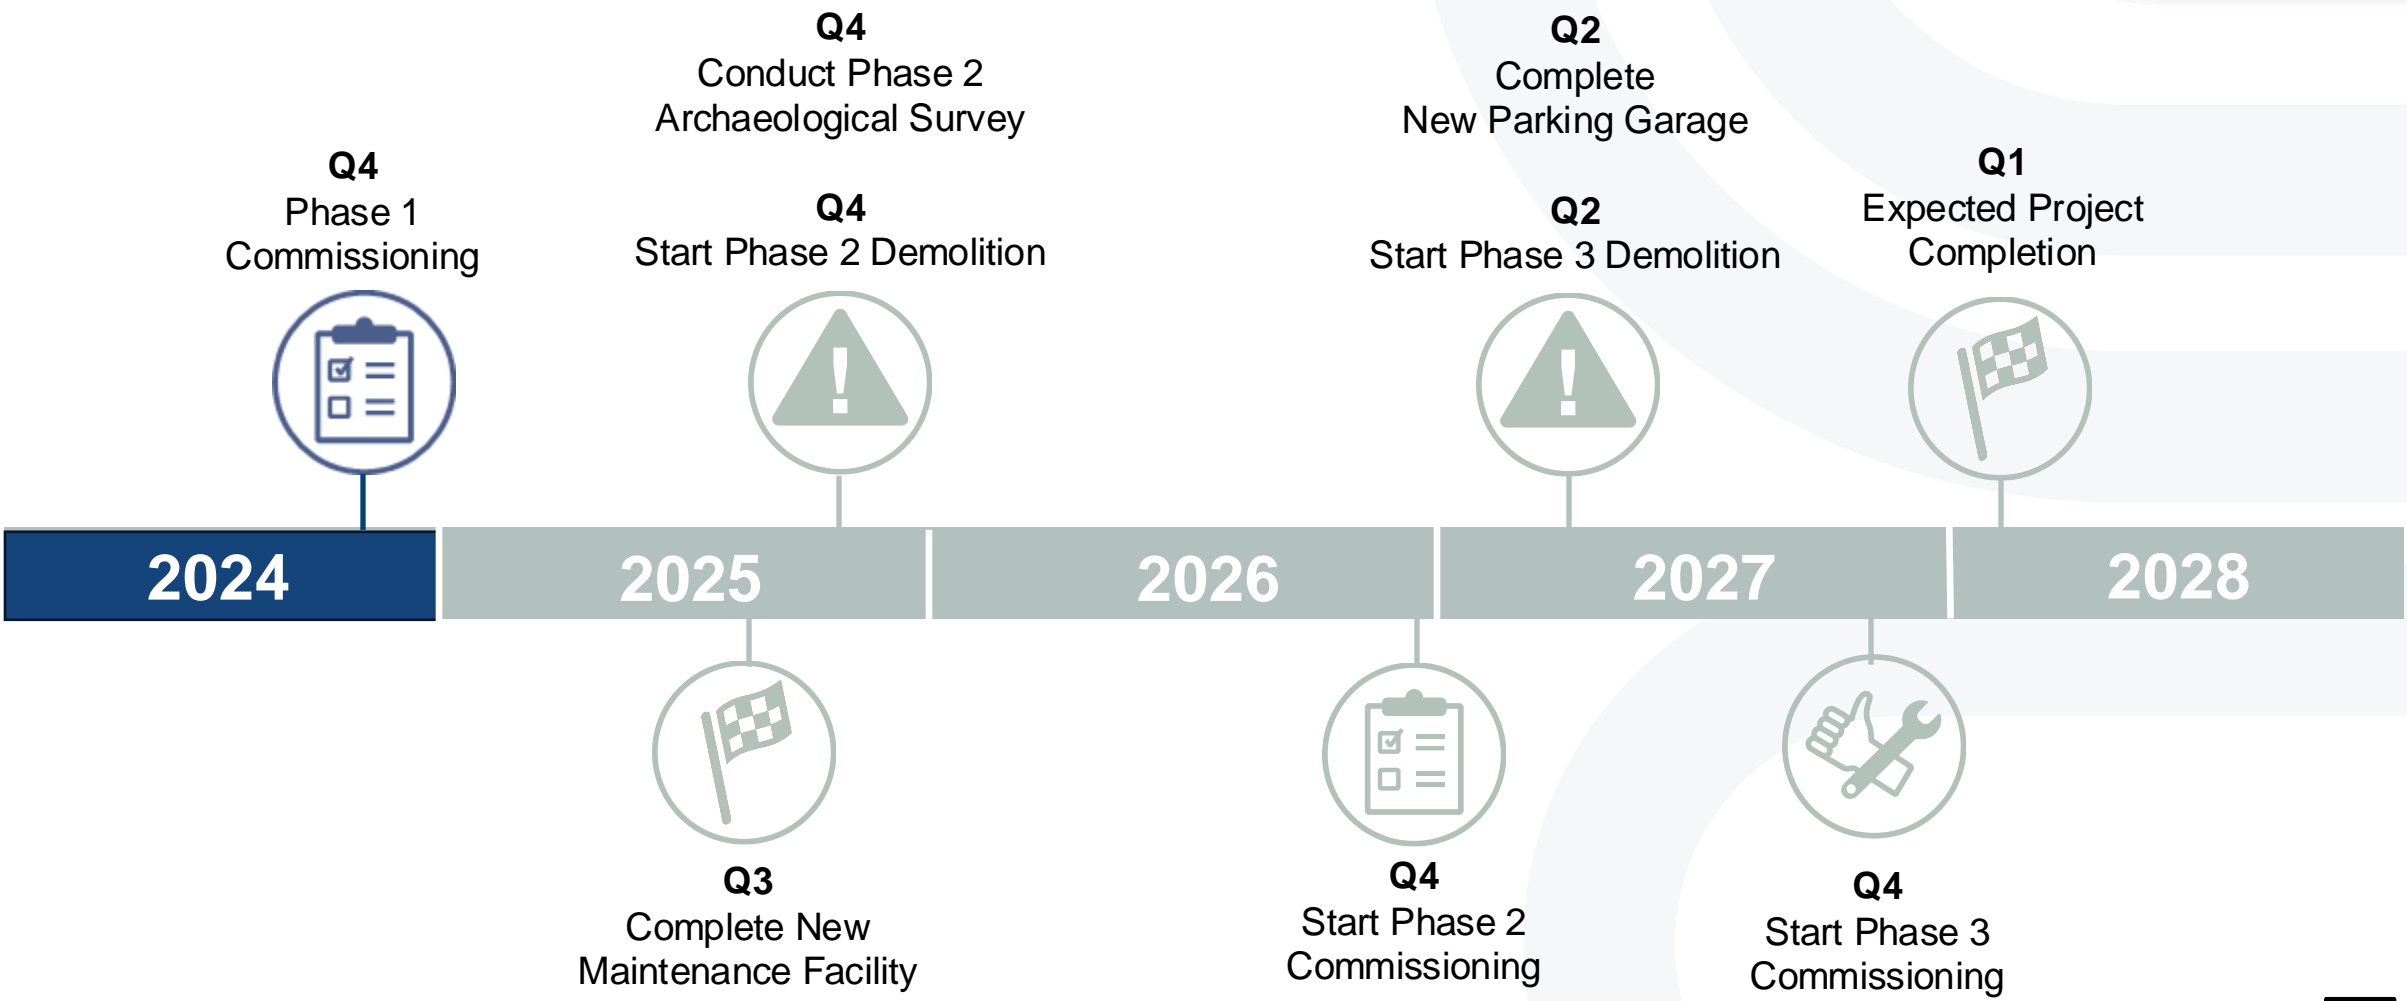 Q4
Conduct Phase 2
Archaeological Survey
Q4
Start Phase 2 Demolition
Q2
Complete
New Parking Garage
Q2
Start Phase 3 Demolition
Q4
Phase 1
Commissioning
Q1
Expected Project
Completion
2024
2025
2026
2027
2028
Q3
Complete New
Maintenance Facility
Q4
Start Phase 2
Commissioning
Q4
Start Phase 3
Commissioning